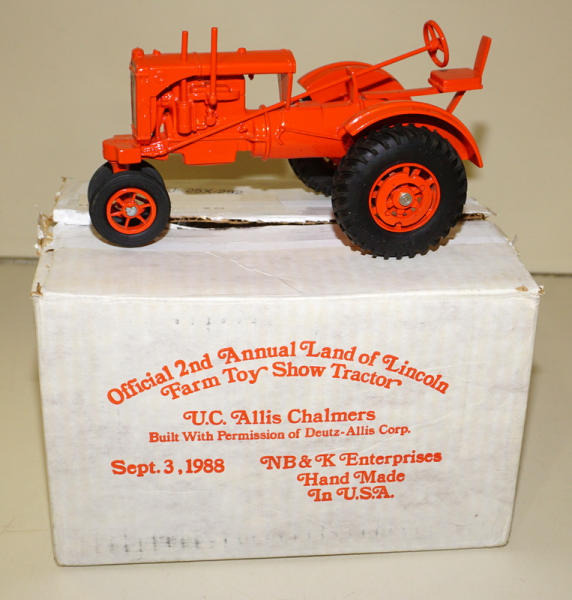 Official 2nd Annual Land of Lincoln
Farm Toy Show Tractor
U.C. Allis Chalmers
Built With Permission of Deutz-Allis Corp.
Sept. 3, 1988
NB & K Enterprises
Hand Made
In U.S.A.